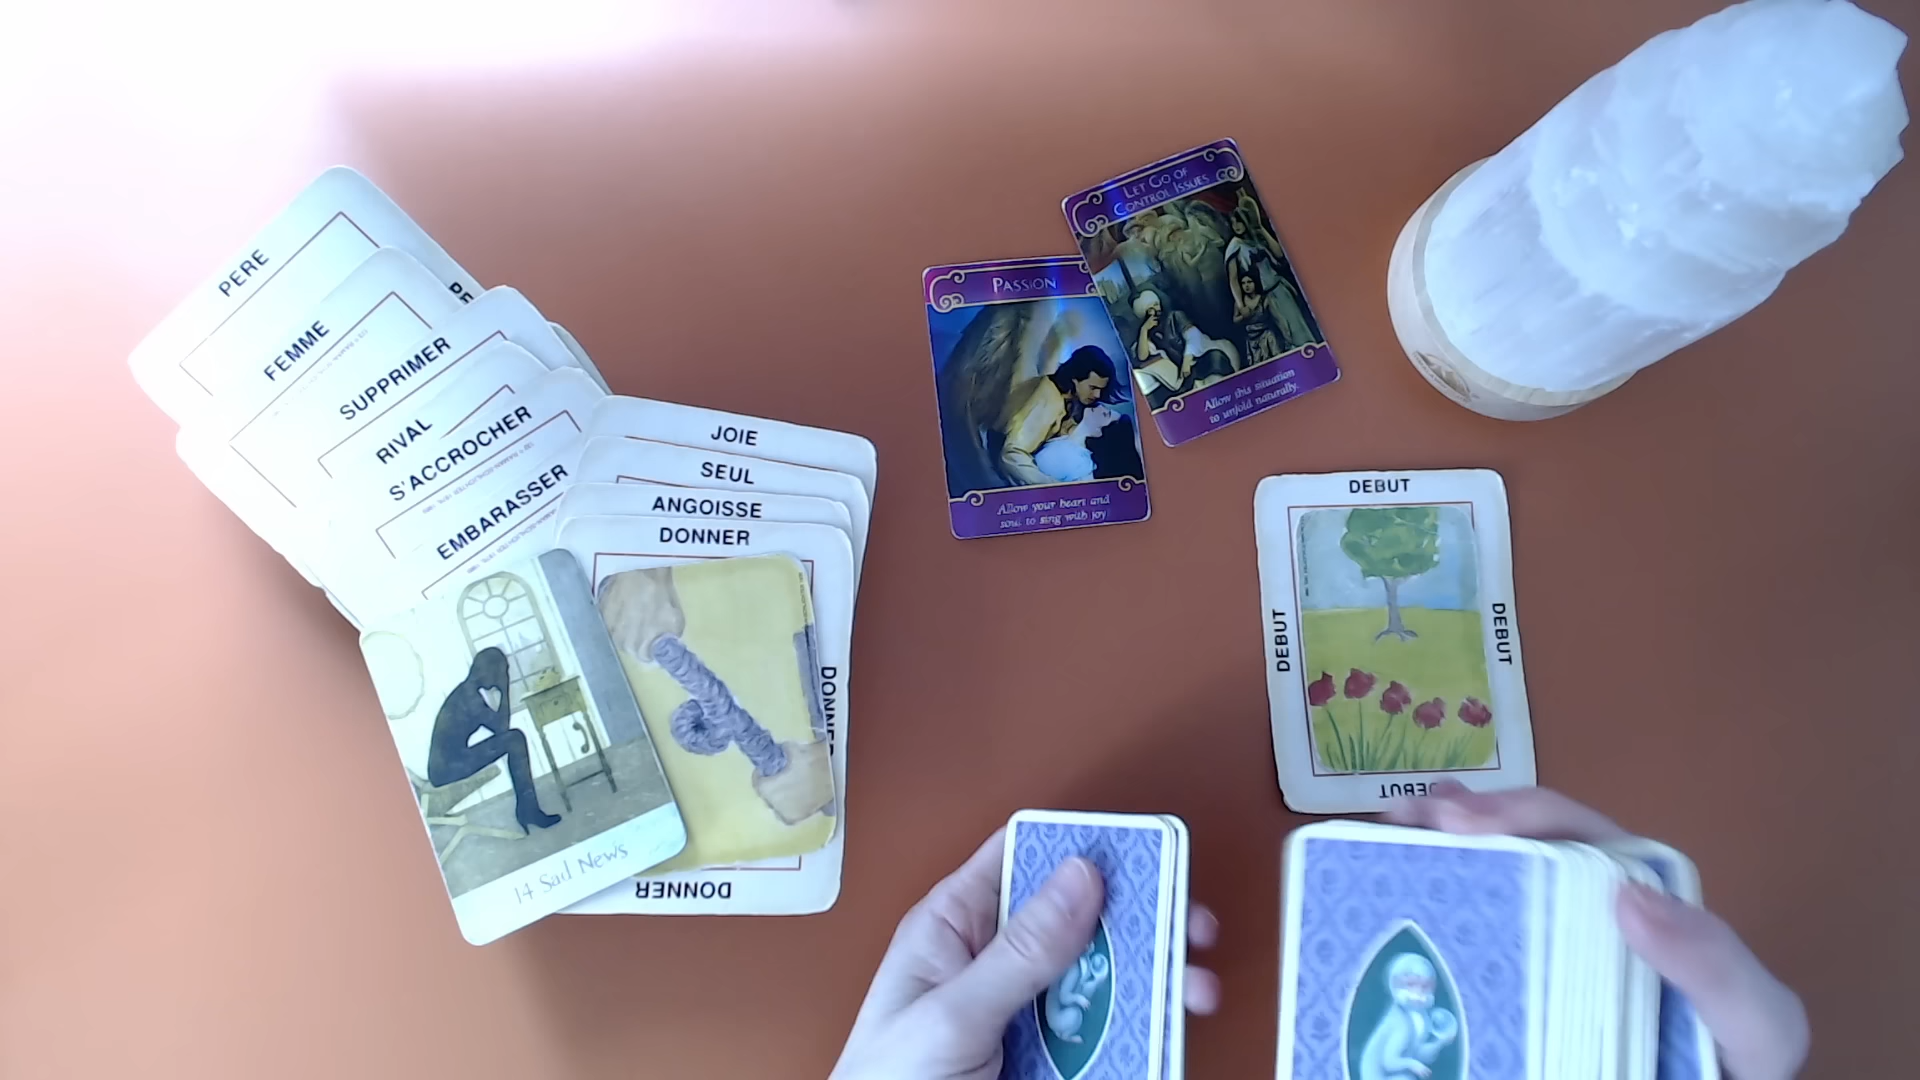 PERE
FEMME
SUPPRIMER
RIVAL
S'ACCROCHER
EMBARASSER
JOIE
SEUL
ANGOISSE
DONNER
DONNER
DONNER
14 Sad News
PASSION
Allow your heart and
soul to sing with joy
LET GO OF
CONTROL ISSUES
Allow this situation
to unfold naturally.
DEBUT
DEBUT
DEBUT
DEBUT